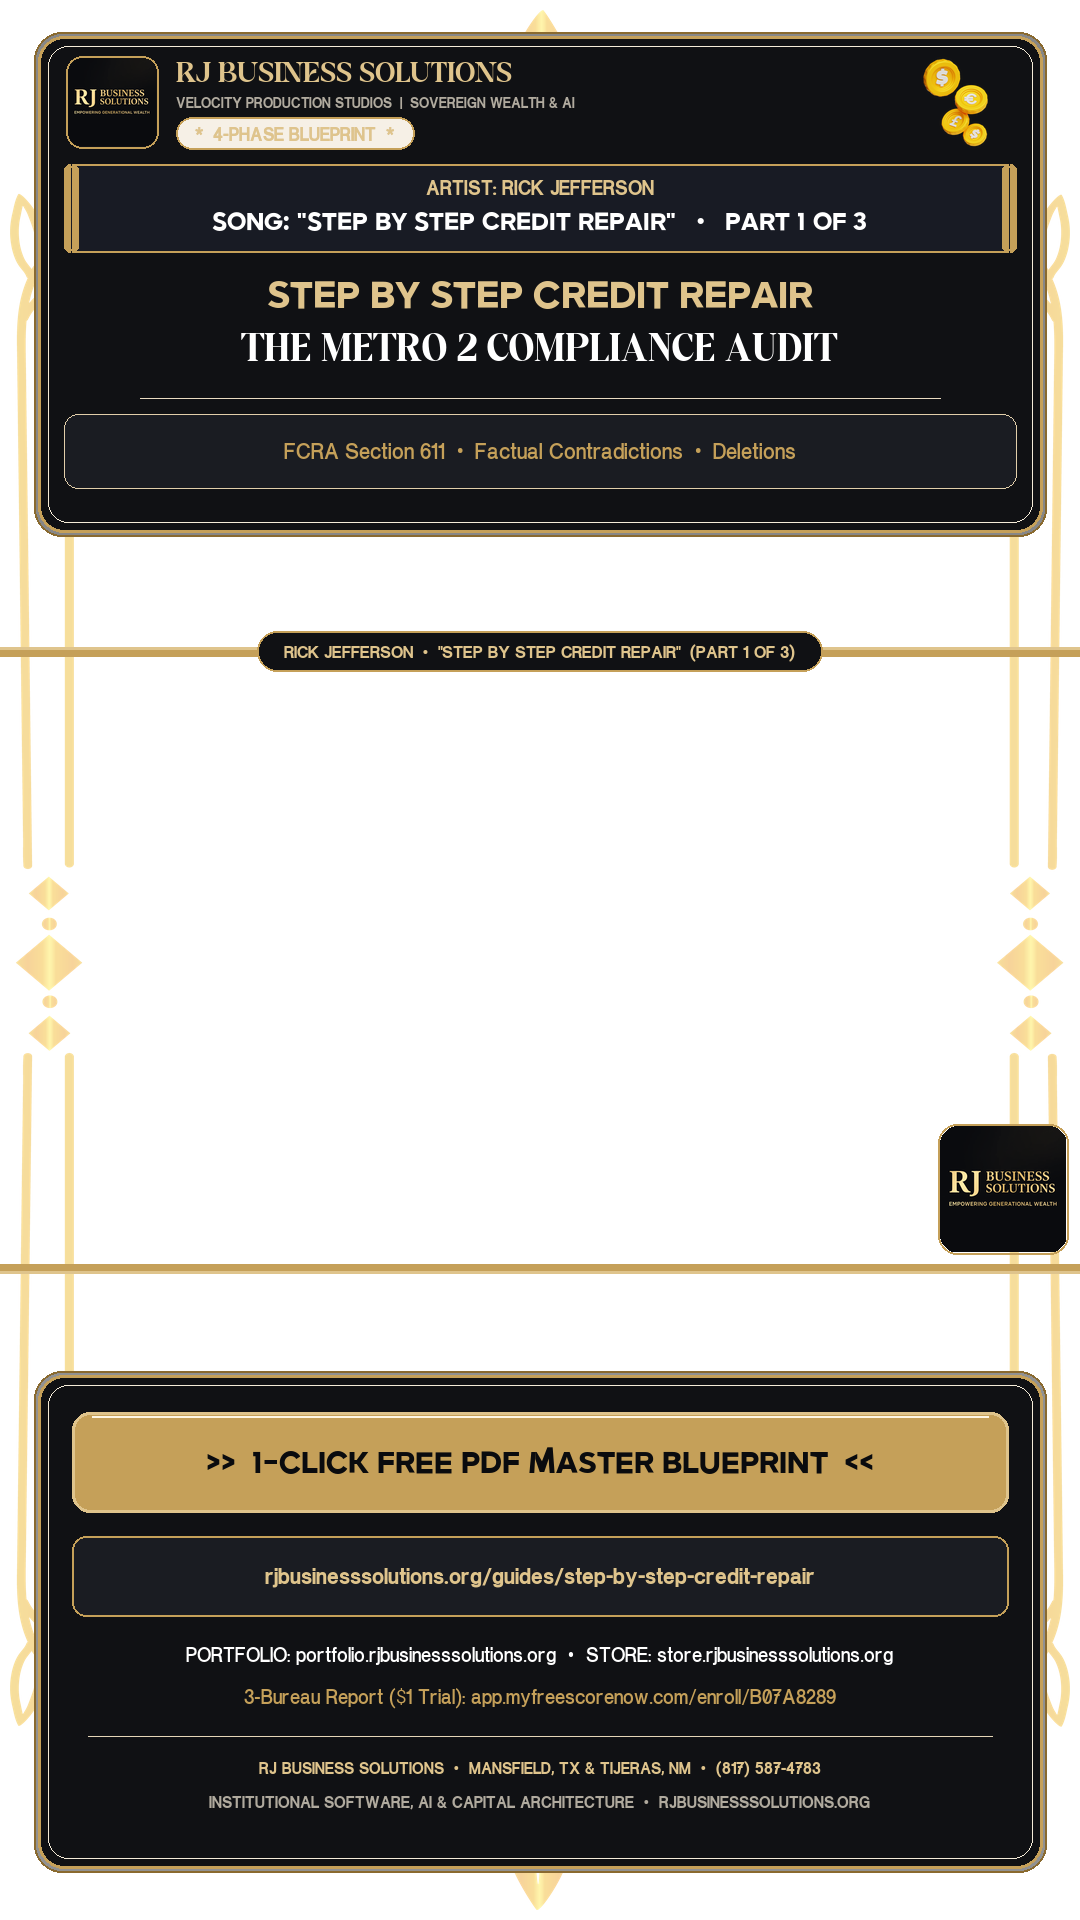 RJ BUSINESS SOLUTIONS
RJ BUSINESS SOLUTIONS
EMPOWERING GENERATIONAL WEALTH
VELOCITY PRODUCTION STUDIOS | SOVEREIGN WEALTH & AI
* 4-PHASE BLUEPRINT *
ARTIST: RICK JEFFERSON
SONG: "STEP BY STEP CREDIT REPAIR" • PART 1 OF 3
STEP BY STEP CREDIT REPAIR
THE METRO 2 COMPLIANCE AUDIT
FCRA Section 611 • Factual Contradictions • Deletions
RICK JEFFERSON • "STEP BY STEP CREDIT REPAIR" (PART 1 OF 3)
RJ BUSINESS SOLUTIONS
EMPOWERING GENERATIONAL WEALTH
>> 1-CLICK FREE PDF MASTER BLUEPRINT <<
rjbusinesssolutions.org/guides/step-by-step-credit-repair
PORTFOLIO: portfolio.rjbusinesssolutions.org • STORE: store.rjbusinesssolutions.org
3-Bureau Report ($1 Trial): app.myfreescorenow.com/enroll/B07A8289
RJ BUSINESS SOLUTIONS • MANSFIELD, TX & TIJERAS, NM • (817) 587-4783
INSTITUTIONAL SOFTWARE, AI & CAPITAL ARCHITECTURE • RJBUSINESSSOLUTIONS.ORG